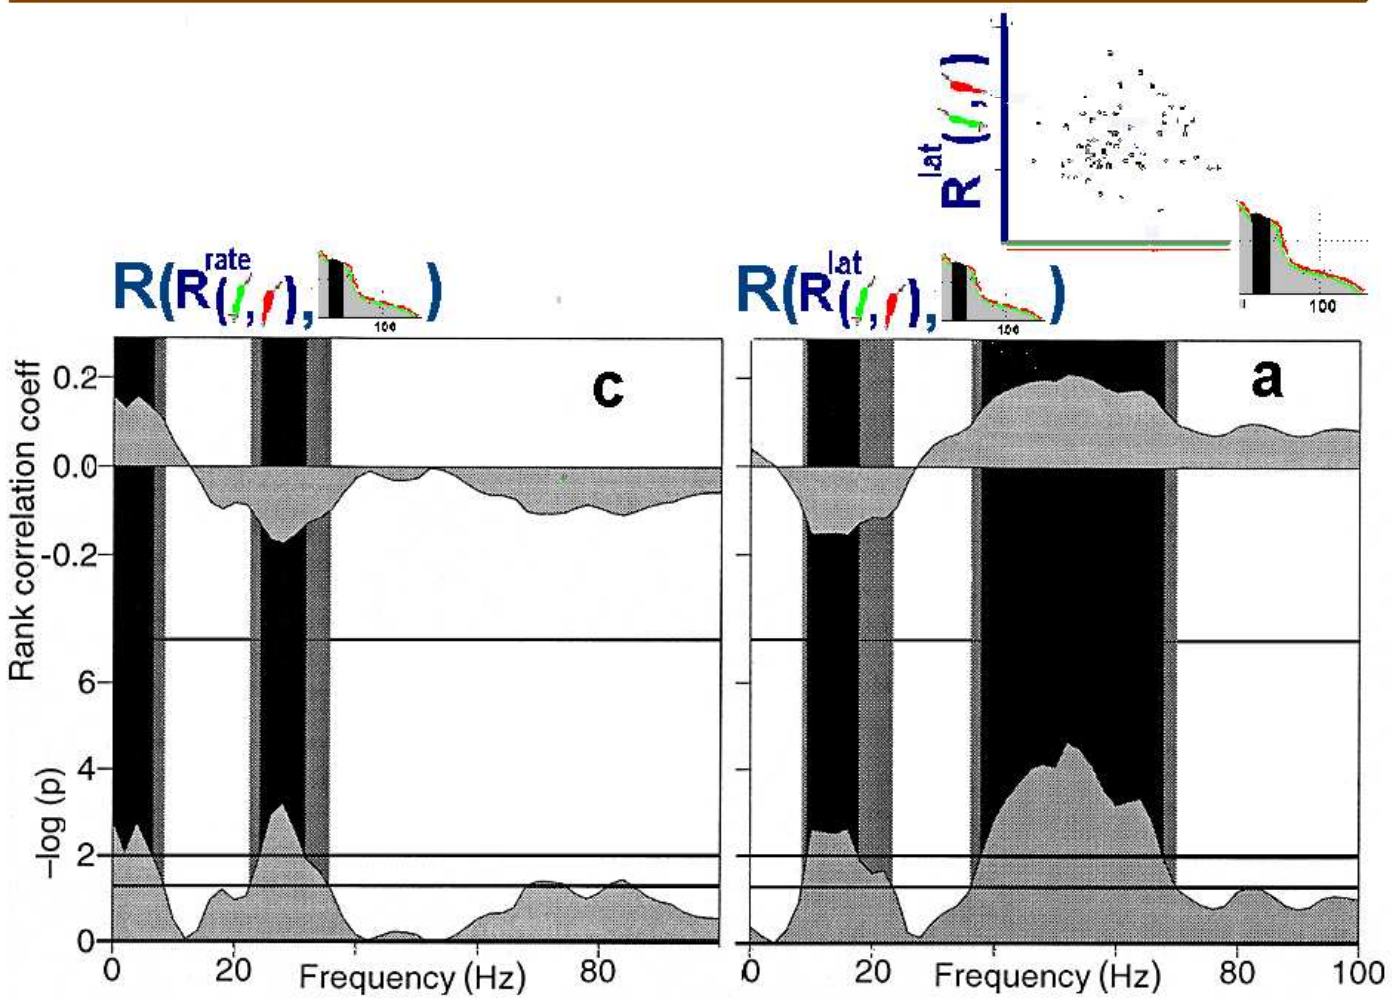 R lat (,)
100
R(R rate (,), 100)
R(R lat (,), 100)
c
a
Rank correlation coeff
0.2
0.0
-0.2
–log (p)
6
4
2
0
0 20 Frequency (Hz) 80
0 20 Frequency (Hz) 80 100